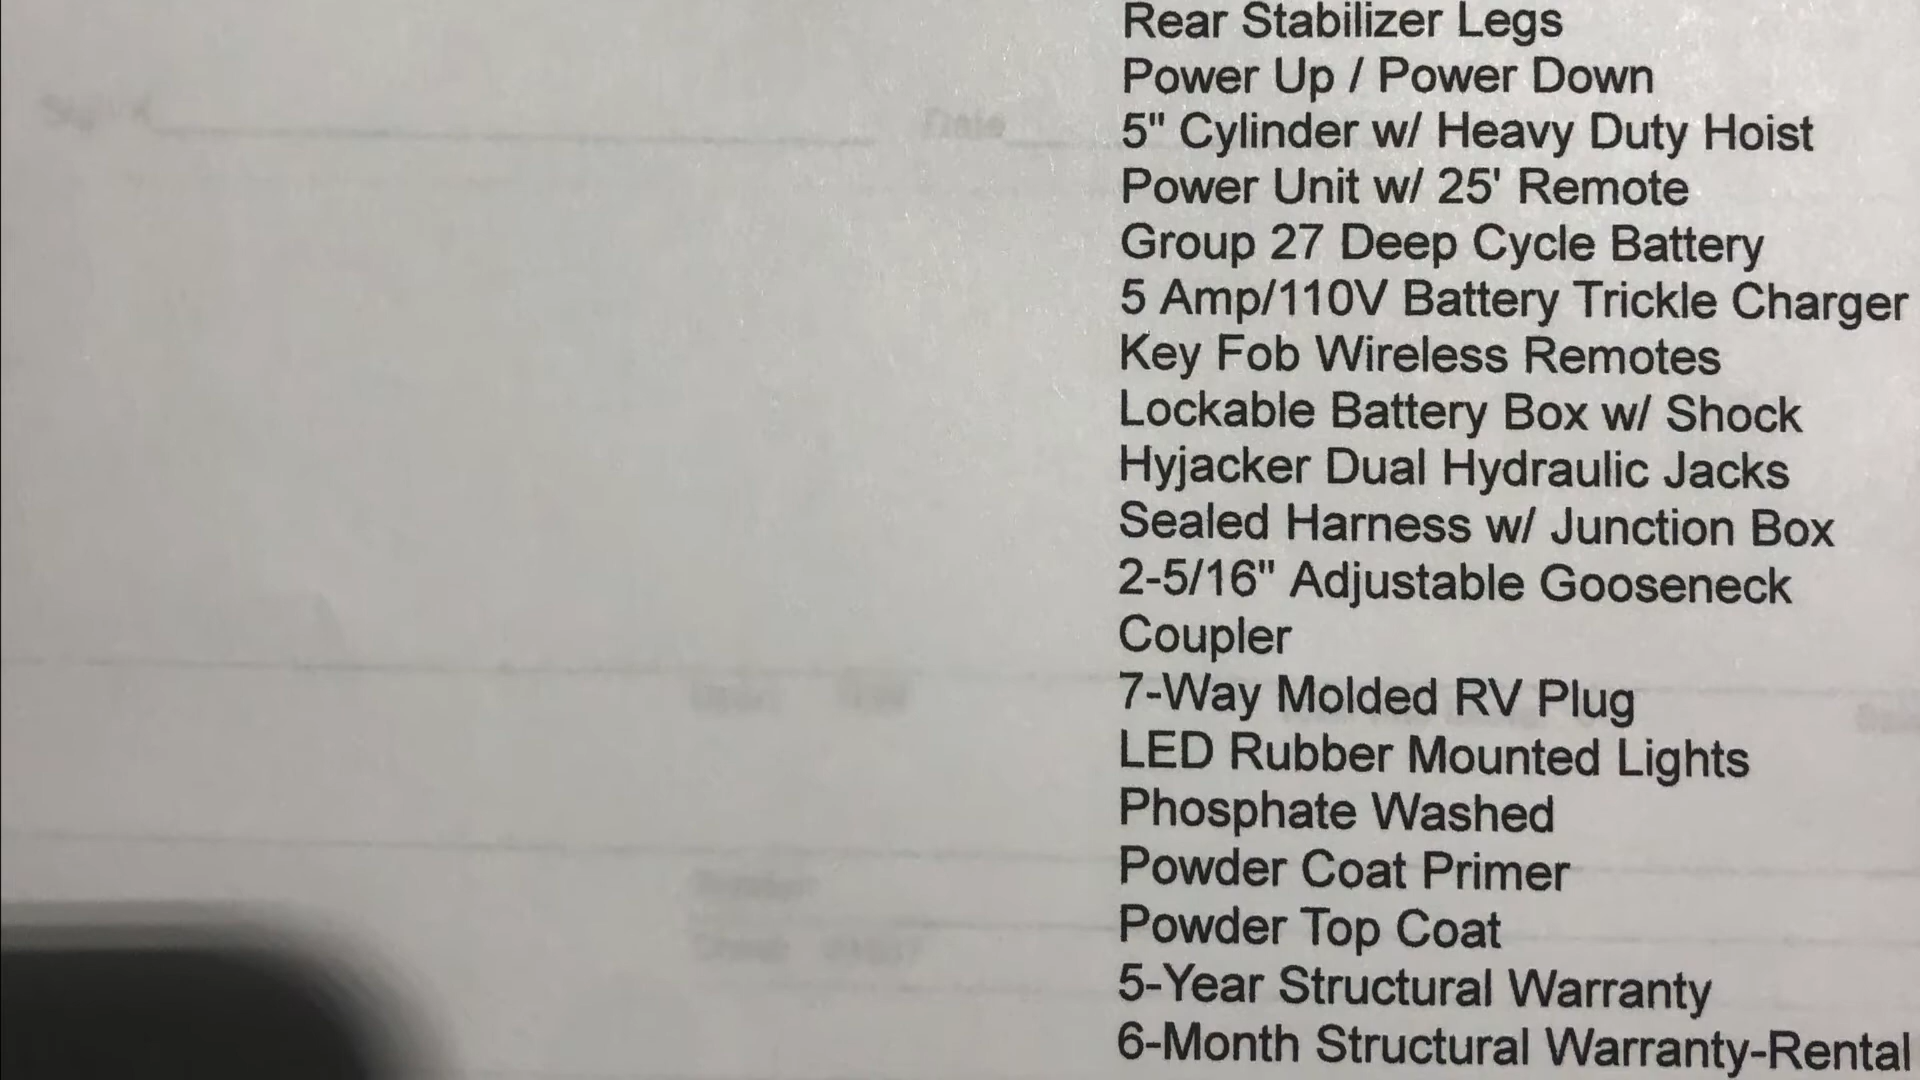 Rear Stabilizer Legs
Power Up / Power Down
5" Cylinder w/ Heavy Duty Hoist
Power Unit w/ 25' Remote
Group 27 Deep Cycle Battery
5 Amp/110V Battery Trickle Charger
Key Fob Wireless Remotes
Lockable Battery Box w/ Shock
Hyjacker Dual Hydraulic Jacks
Sealed Harness w/ Junction Box
2-5/16" Adjustable Gooseneck
Coupler
7-Way Molded RV Plug
LED Rubber Mounted Lights
Phosphate Washed
Powder Coat Primer
Powder Top Coat
5-Year Structural Warranty
6-Month Structural Warranty-Rental
Date